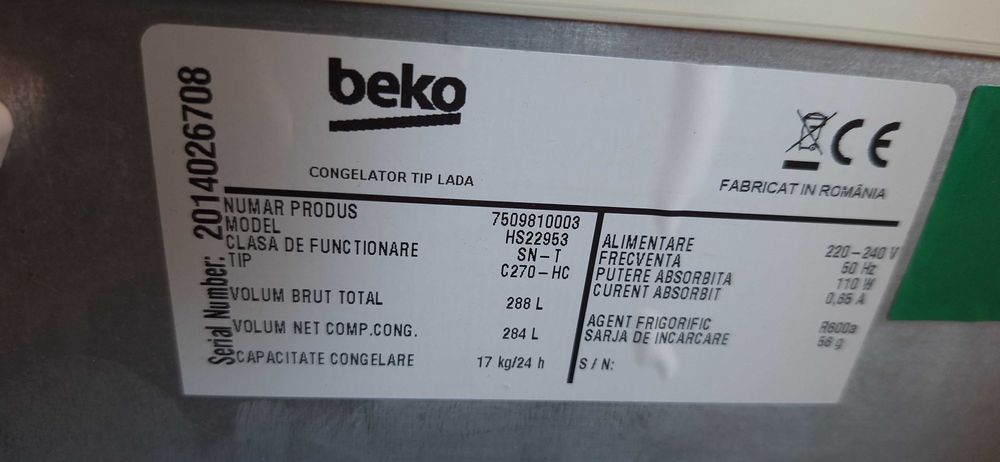 beko
CE
CONGELATOR TIP LADA
FABRICAT IN ROMÂNIA
Serial Number: 2014026708
NUMAR PRODUS 7509810003
MODEL HS22953
CLASA DE FUNCTIONARE SN-T
TIP C270-HC
VOLUM BRUT TOTAL 288 L
VOLUM NET COMP.CONG. 284 L
CAPACITATE CONGELARE 17 kg/24 h
ALIMENTARE 220-240 V
FRECVENTA 50 Hz
PUTERE ABSORBITA 110 W
CURENT ABSORBIT 0,85 A
AGENT FRIGORIFIC R600a
SARJA DE INCARCARE 58 g
S/N: